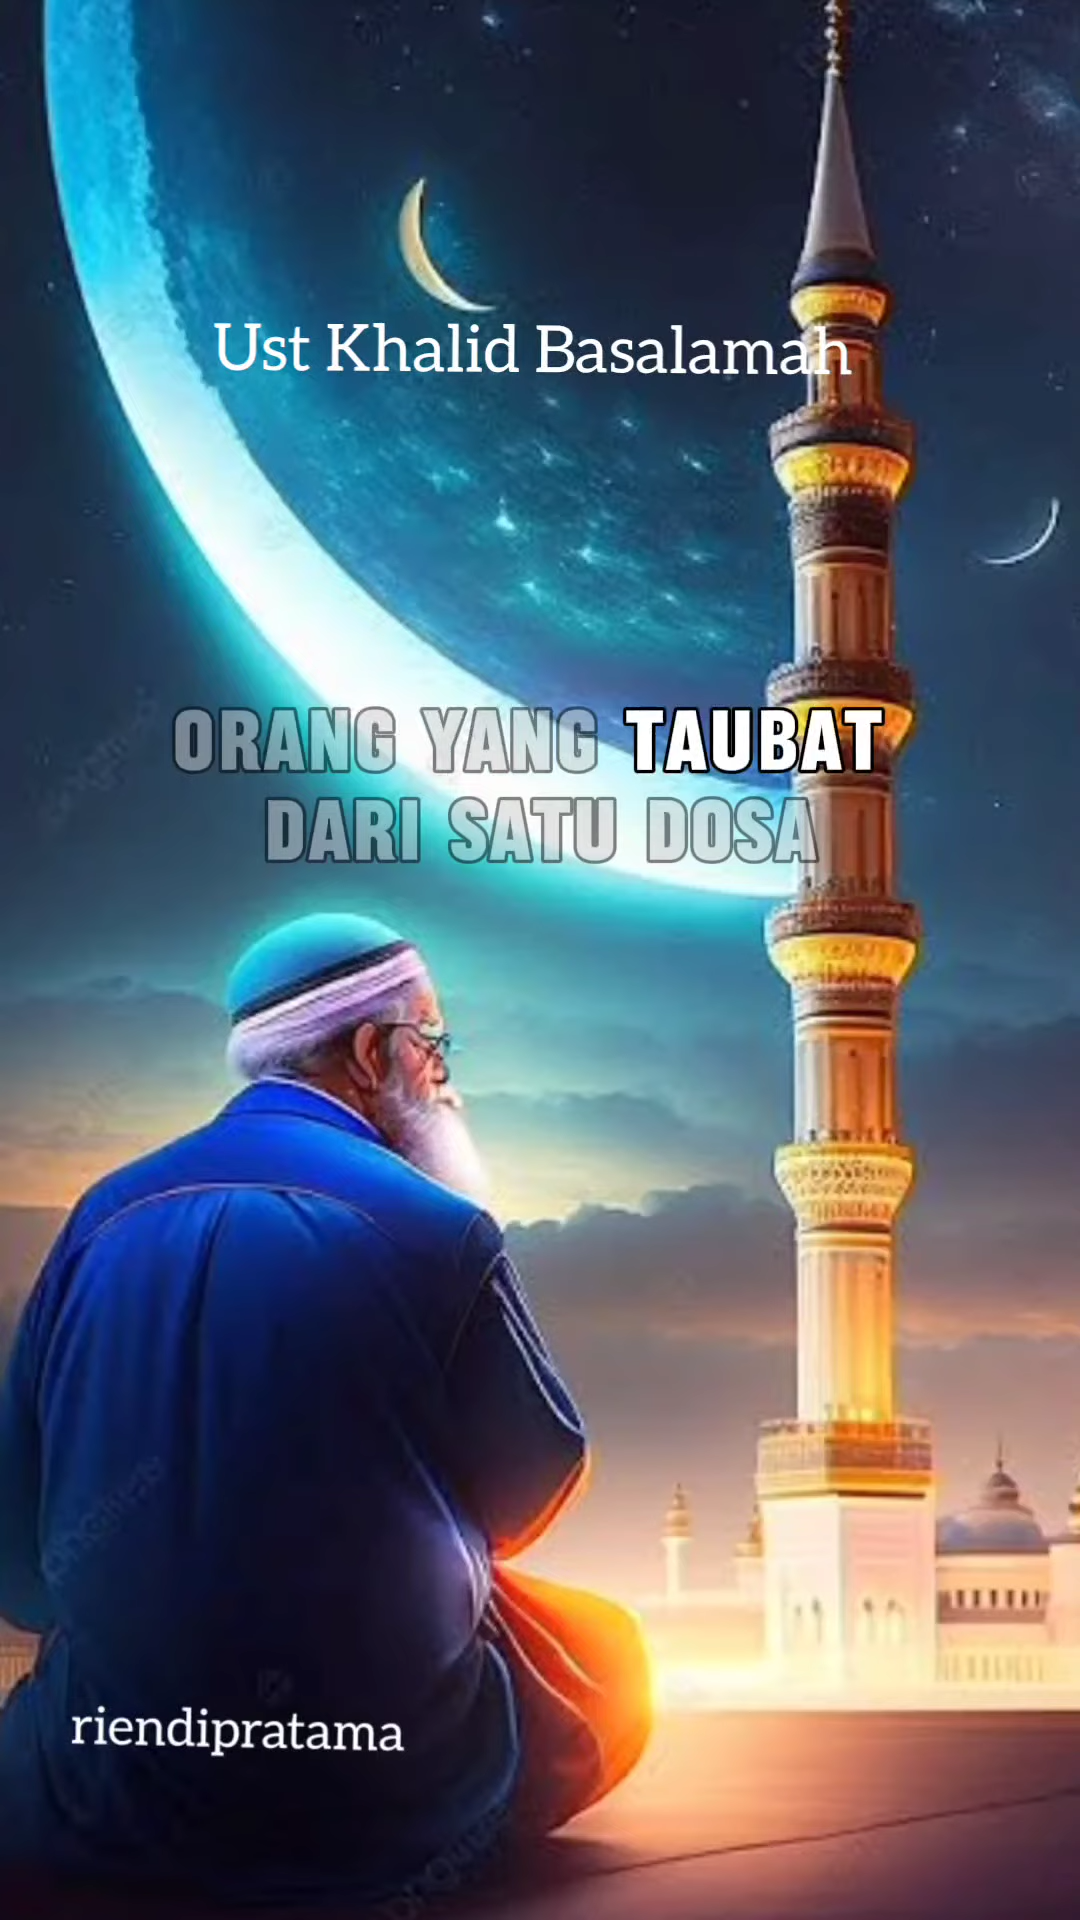 Ust Khalid Basalamah
ORANG YANG TAUBAT
DARI SATU DOSA
riendipratama